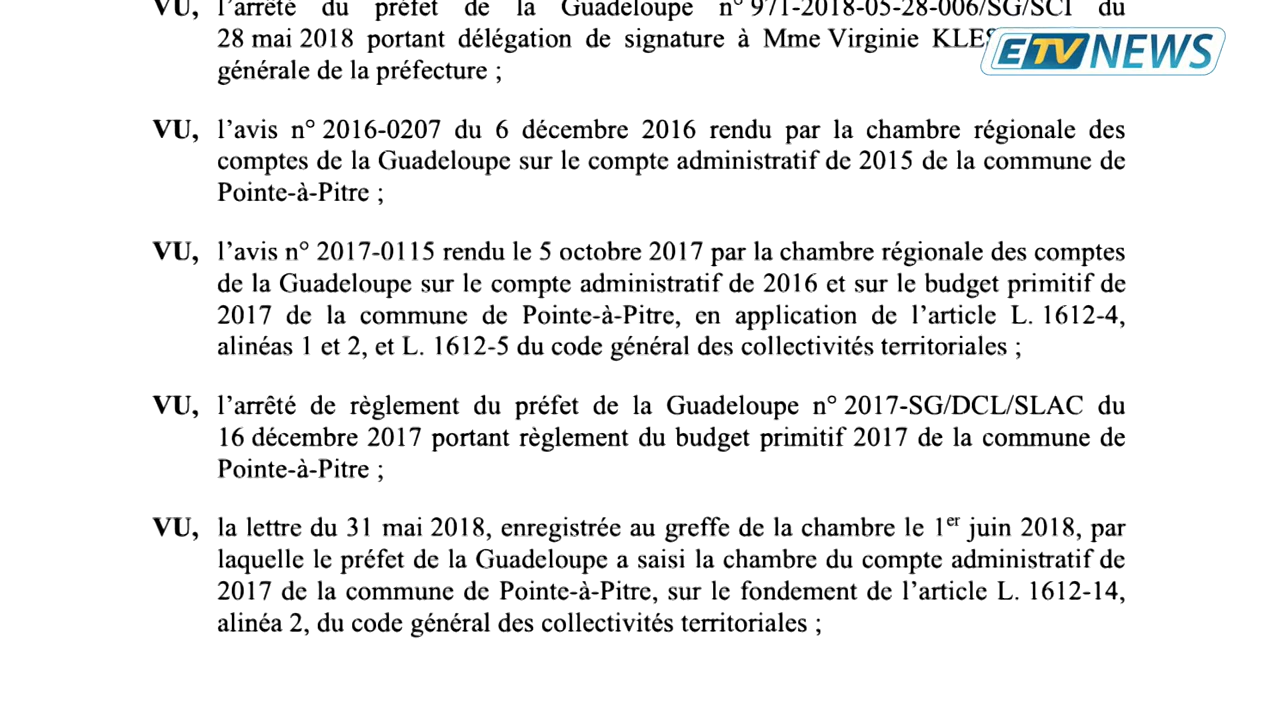 VU, l’arrêté du préfet de la Guadeloupe n° 971-2018-05-28-006/SG/SCI du
28 mai 2018 portant délégation de signature à Mme Virginie
ETV NEWS
générale de la préfecture ;
VU, l’avis n° 2016-0207 du 6 décembre 2016 rendu par la chambre régionale des
comptes de la Guadeloupe sur le compte administratif de 2015 de la commune de
Pointe-à-Pitre ;
VU, l’avis n° 2017-0115 rendu le 5 octobre 2017 par la chambre régionale des comptes
de la Guadeloupe sur le compte administratif de 2016 et sur le budget primitif de
2017 de la commune de Pointe-à-Pitre, en application de l’article L. 1612-4,
alinéas 1 et 2, et L. 1612-5 du code général des collectivités territoriales ;
VU, l’arrêté de règlement du préfet de la Guadeloupe n° 2017-SG/DCL/SLAC du
16 décembre 2017 portant règlement du budget primitif 2017 de la commune de
Pointe-à-Pitre ;
VU, la lettre du 31 mai 2018, enregistrée au greffe de la chambre le 1er juin 2018, par
laquelle le préfet de la Guadeloupe a saisi la chambre du compte administratif de
2017 de la commune de Pointe-à-Pitre, sur le fondement de l’article L. 1612-14,
alinéa 2, du code général des collectivités territoriales ;